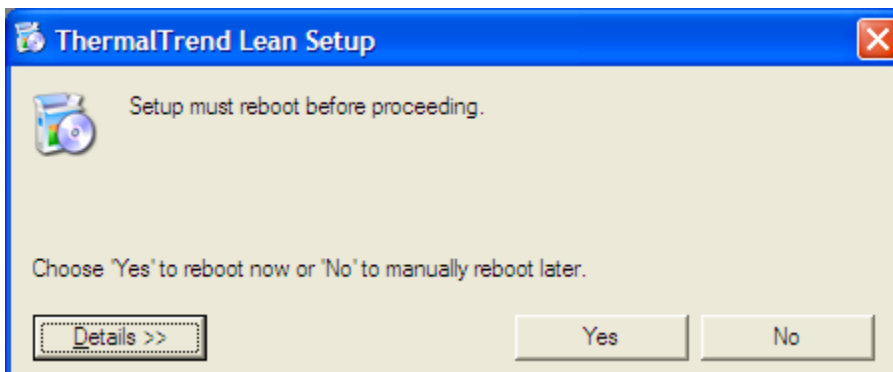 ThermalTrend Lean Setup
Setup must reboot before proceeding.
Choose 'Yes' to reboot now or 'No' to manually reboot later.
Details >>
Yes
No